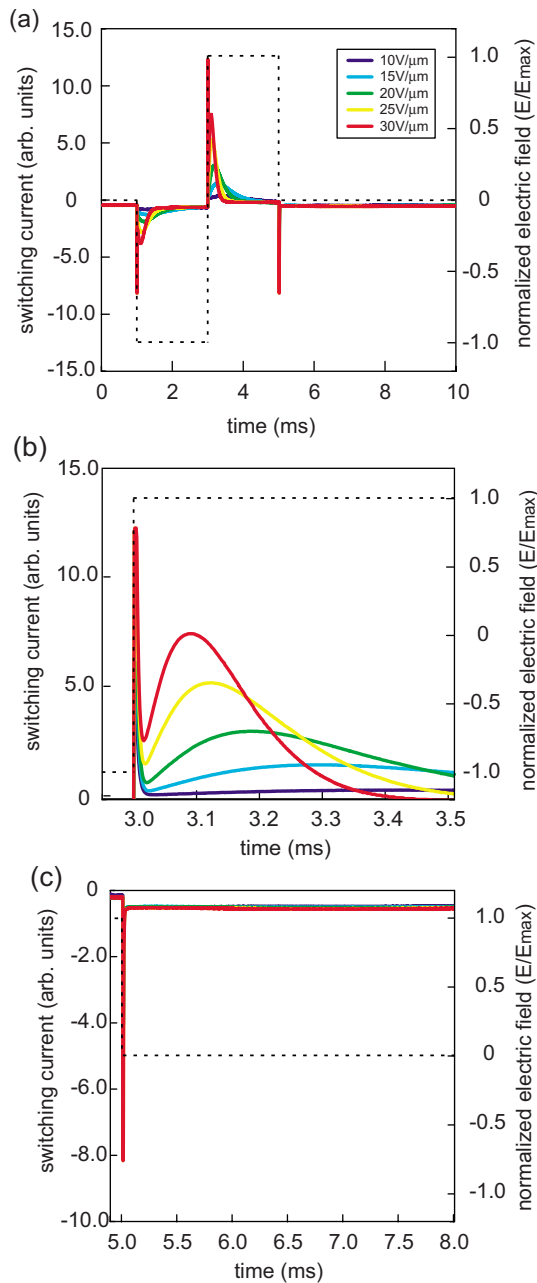 (a)
15.0
10.0
5.0
0
-5.0
-10.0
-15.0
switching current (arb. units)
1.0
0.5
0
-0.5
-1.0
normalized electric field (E/Emax)
10V/μm
15V/μm
20V/μm
25V/μm
30V/μm
0 2 4 6 8 10
time (ms)
(b)
15.0
10.0
5.0
0
switching current (arb. units)
1.0
0.5
0
-0.5
-1.0
normalized electric field (E/Emax)
3.0 3.1 3.2 3.3 3.4 3.5
time (ms)
(c)
0
-2.0
-4.0
-6.0
-8.0
-10.0
switching current (arb. units)
1.0
0.5
0
-0.5
-1.0
normalized electric field (E/Emax)
5.0 5.5 6.0 6.5 7.0 7.5 8.0
time (ms)